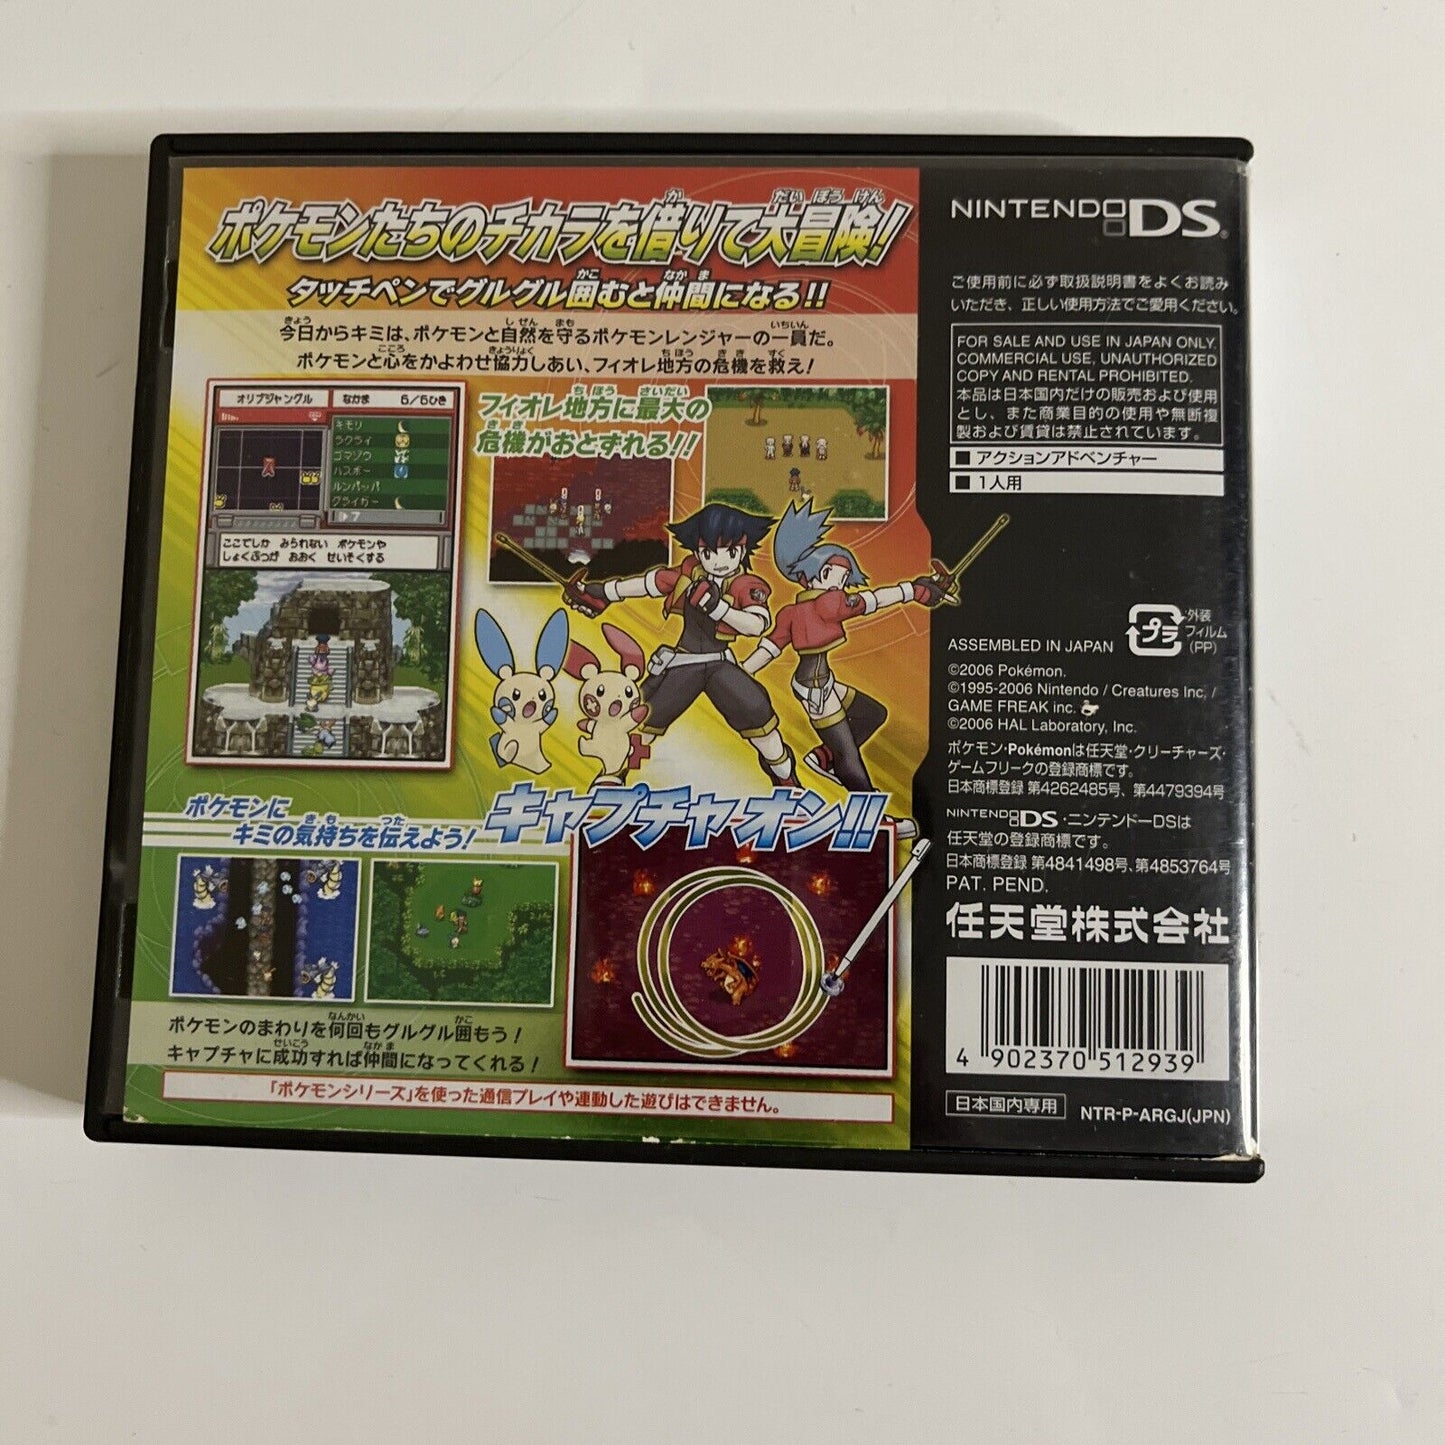 ポケモンたちのチカラを借りて大冒険!
タッチペンでグルグル囲むと仲間になる!!
今日からキミは、ポケモンと自然を守るポケモンレンジャーの一員だ。
ポケモンと心をかよわせ協力しあい、フィオレ地方の危機を救え!
オリブジャングル なかま 6/6ひき
キモリ
ラクライ
ゴマゾウ
ハスボー
ルンパッパ
グライガー
ここでしか みられない ポケモンや
しょくぶつが おおく せいそくする
フィオレ地方に最大の
危機がおとずれる!!
キャプチャ オン!!
ポケモンに
キミの気持ちを伝えよう!
ポケモンのまわりを何回もグルグル囲もう!
キャプチャに成功すれば仲間になってくれる!
「ポケモンシリーズ」を使った通信プレイや連動した遊びはできません。
NINTENDO DS®
ご使用前に必ず取扱説明書をよくお読み
いただき、正しい使用方法でご愛用ください。
FOR SALE AND USE IN JAPAN ONLY.
COMMERCIAL USE, UNAUTHORIZED
COPY AND RENTAL PROHIBITED.
本品は日本国内だけの販売および使用
とし、また商業目的の使用や無断複
製および賃貸は禁止されています。
■ アクションアドベンチャー
■ 1人用
ASSEMBLED IN JAPAN
プラ
外装
フィルム
(PP)
©2006 Pokémon.
©1995-2006 Nintendo / Creatures Inc. /
GAME FREAK inc.
©2006 HAL Laboratory, Inc.
ポケモン・Pokémonは任天堂・クリーチャーズ・
ゲームフリークの登録商標です。
日本商標登録 第4262485号、第4479394号
NINTENDO DS・ニンテンドーDSは
任天堂の登録商標です。
日本商標登録 第4841498号、第4853764号
PAT. PEND.
任天堂株式会社
4 902370 512939
日本国内専用 NTR-P-ARGJ(JPN)